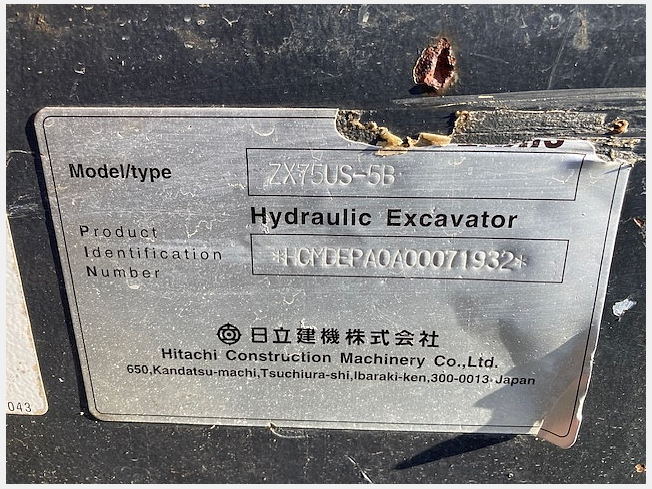 Model/type ZX75US-5B
Hydraulic Excavator
Product
Identification
Number
*HCMDEPA0A00071932*
日立建機株式会社
Hitachi Construction Machinery Co.,Ltd.
650,Kandatsu-machi,Tsuchiura-shi,Ibaraki-ken,300-0013 Japan
043